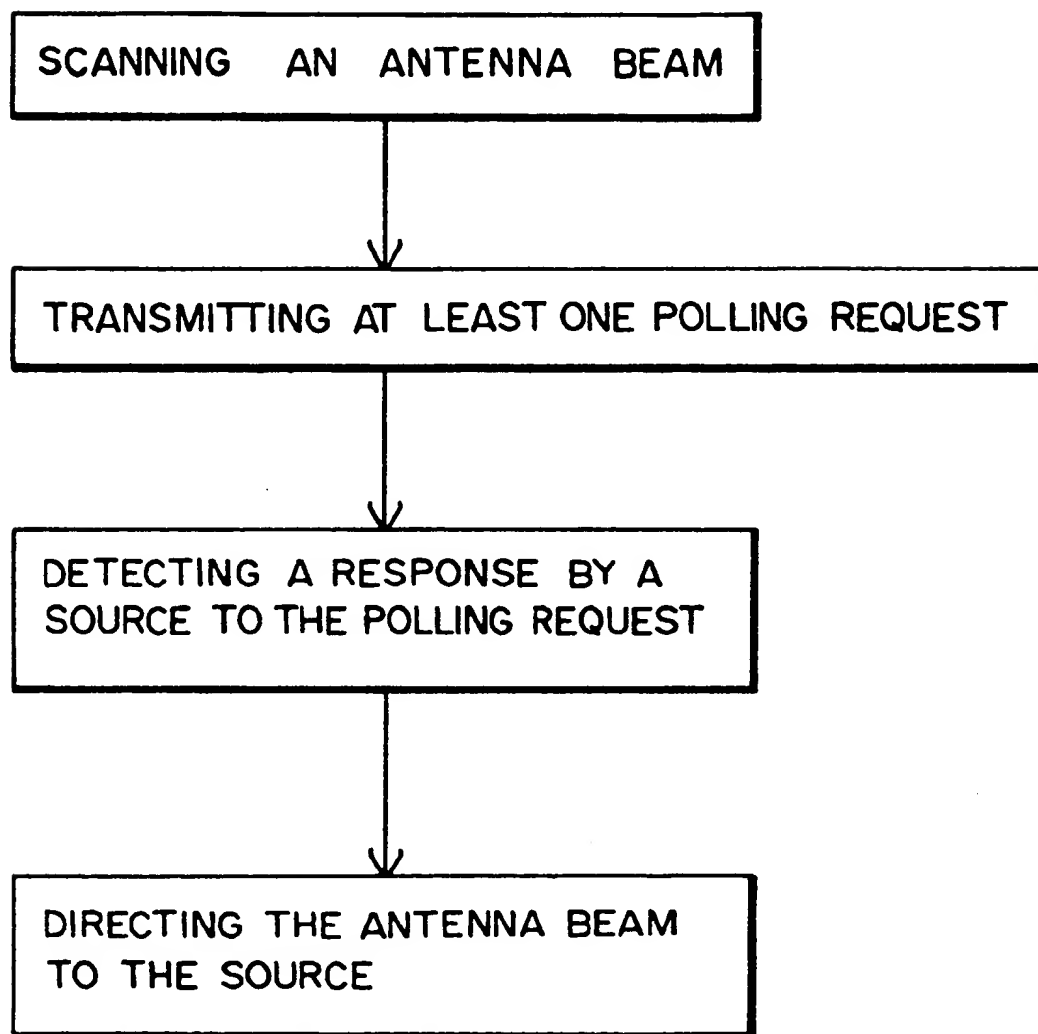 SCANNING AN ANTENNA BEAM
TRANSMITTING AT LEAST ONE POLLING REQUEST
DETECTING A RESPONSE BY A
SOURCE TO THE POLLING REQUEST
DIRECTING THE ANTENNA BEAM
TO THE SOURCE